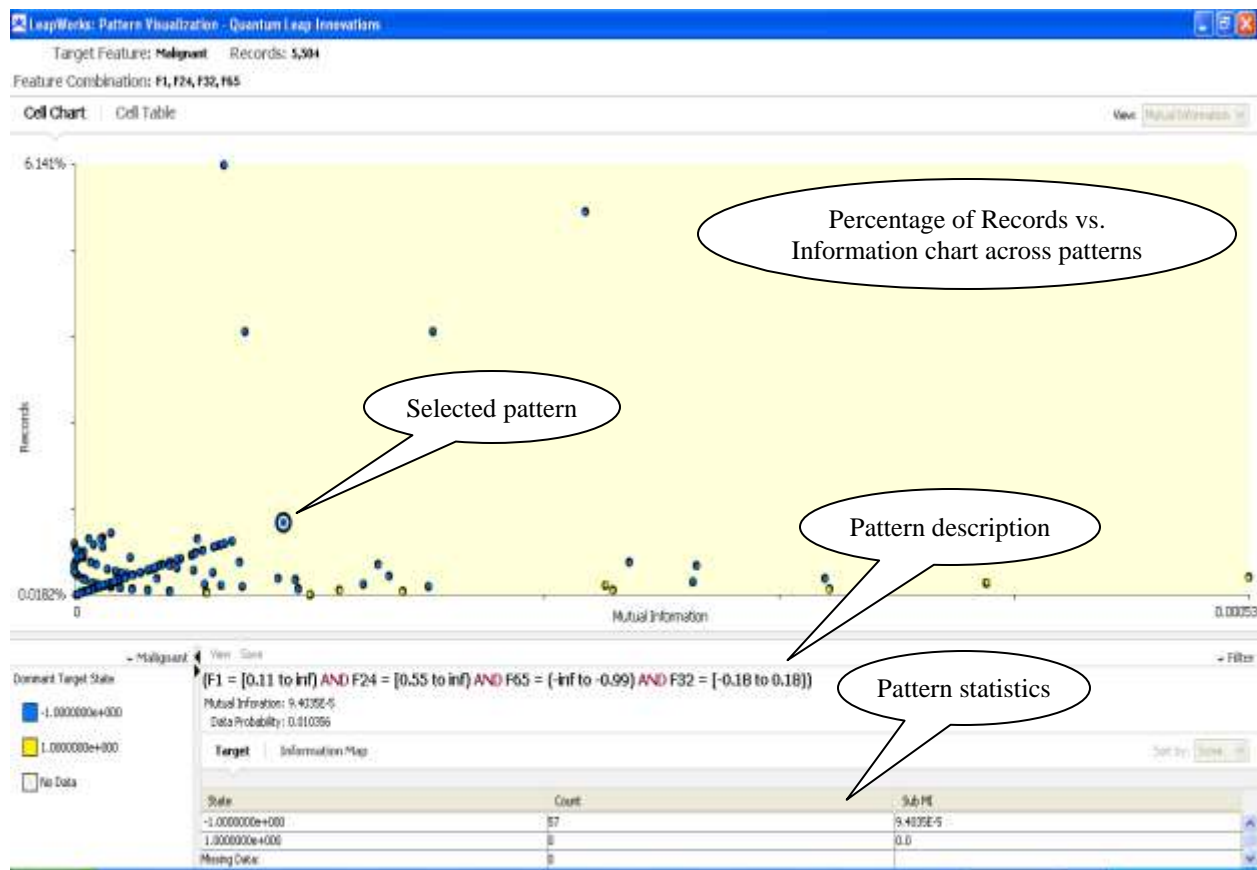 LeapWorks: Pattern Visualization - Quantum Leap Innovations
Target Feature: Malignant Records: 5,504
Feature Combination: F1, F24, F32, F65
Cell Chart Cell Table
View: Mutual Information
6.141%
Percentage of Records vs.
Information chart across patterns
Selected pattern
Records
Pattern description
0.0182%
0
Mutual Information
0.00053
Malignant
View Save
Filter
Dominant Target State
(F1 = [0.11 to inf) AND F24 = [0.55 to inf) AND F65 = (-inf to -0.99) AND F32 = [-0.18 to 0.18))
Pattern statistics
-1.0000000e+000
Mutual Inforation: 9.4035E-5
Data Probability: 0.010356
1.0000000e+000
Target Information Map
Sort by: State
No Data
State Count Sub MI
-1.0000000e+000 57 9.4035E-5
1.0000000e+000 0 0.0
Missing Data: 0